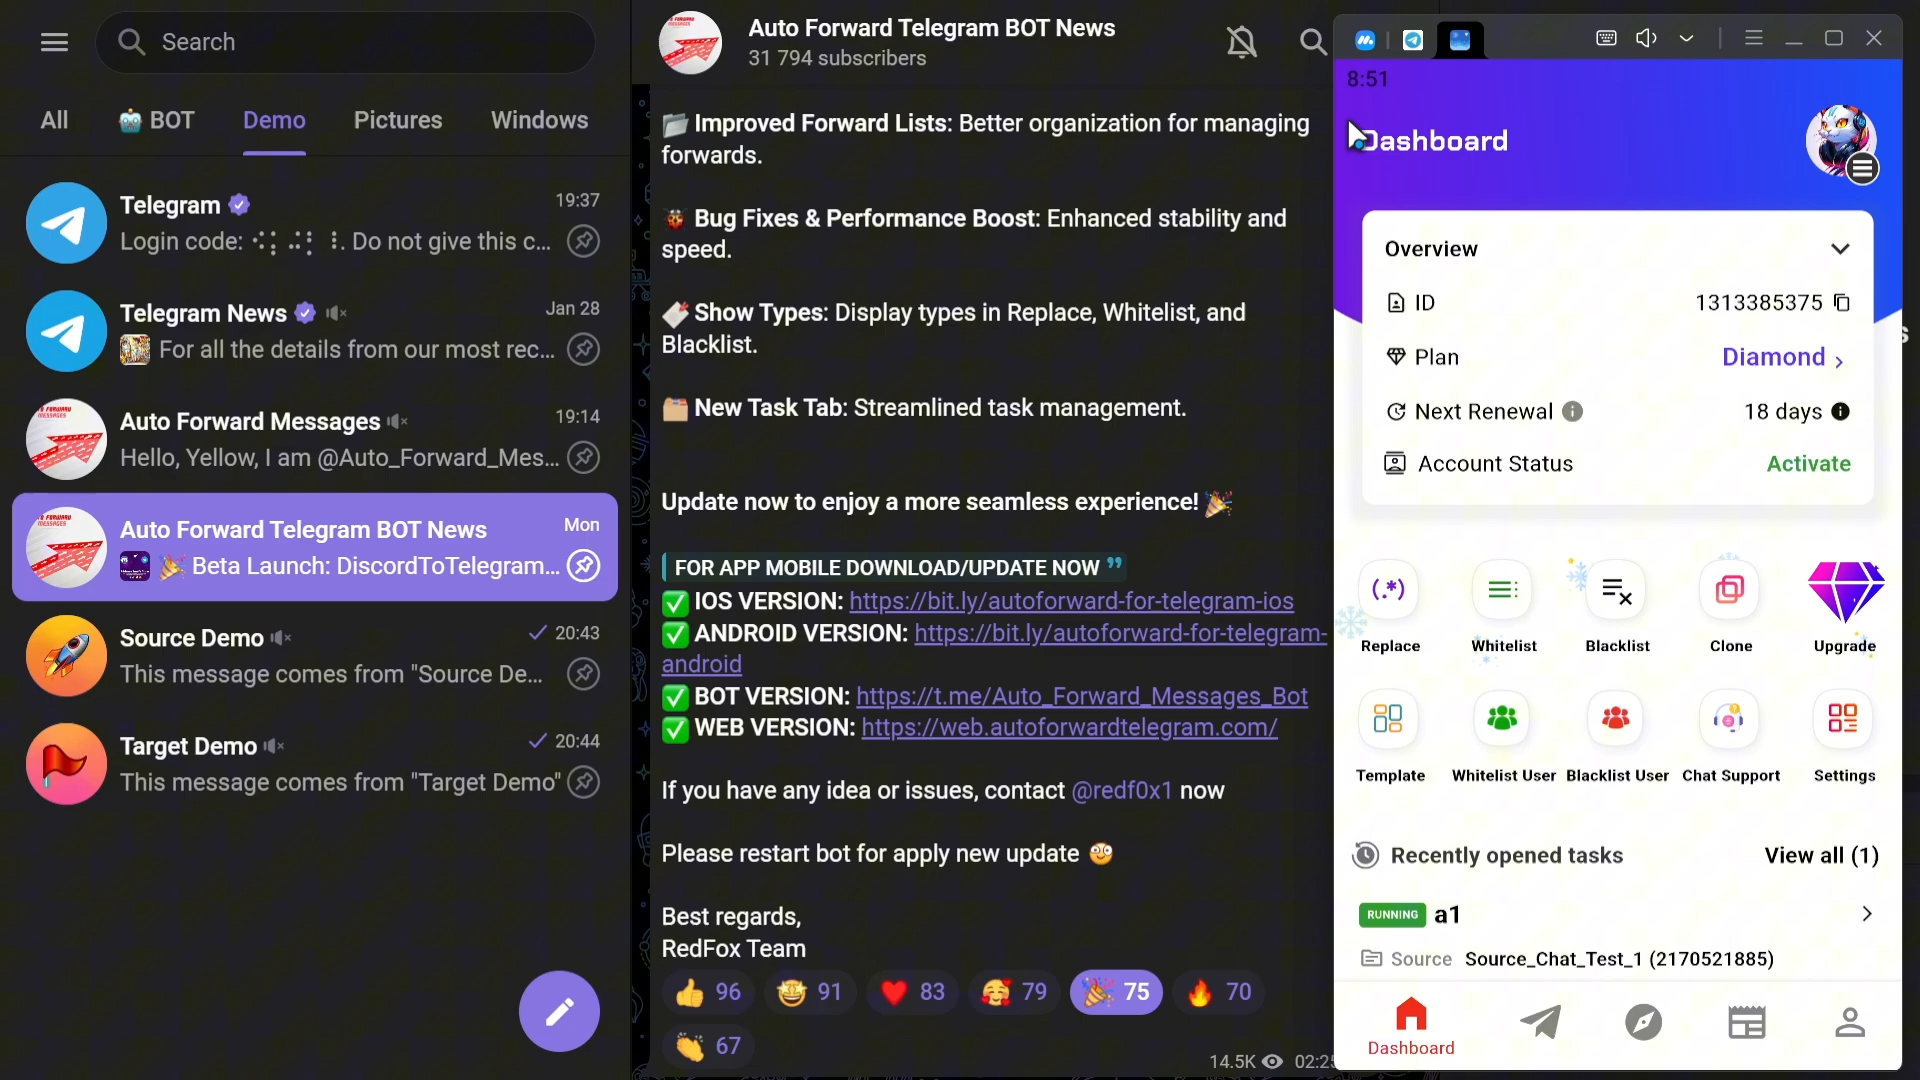 Search
All
BOT
Demo
Pictures
Windows
Telegram
19:37
Login code: . Do not give this c...
Telegram News
Jan 28
For all the details from our most rec...
Auto Forward Messages
19:14
Hello, Yellow, I am @Auto_Forward_Mes...
Auto Forward Telegram BOT News
Mon
Beta Launch: DiscordToTelegram...
Source Demo
20:43
This message comes from "Source De...
Target Demo
20:44
This message comes from "Target Demo"
Auto Forward Telegram BOT News
31 794 subscribers
Improved Forward Lists: Better organization for managing
forwards.
Bug Fixes & Performance Boost: Enhanced stability and
speed.
Show Types: Display types in Replace, Whitelist, and
Blacklist.
New Task Tab: Streamlined task management.
Update now to enjoy a more seamless experience!
FOR APP MOBILE DOWNLOAD/UPDATE NOW
IOS VERSION: https://bit.ly/autoforward-for-telegram-ios
ANDROID VERSION: https://bit.ly/autoforward-for-telegram-
android
BOT VERSION: https://t.me/Auto_Forward_Messages_Bot
WEB VERSION: https://web.autoforwardtelegram.com/
If you have any idea or issues, contact @redf0x1 now
Please restart bot for apply new update
Best regards,
RedFox Team
96
91
83
79
75
70
67
14.5K
8:51
Dashboard
Overview
ID
1313385375
Plan
Diamond
Next Renewal
18 days
Account Status
Activate
Replace
Whitelist
Blacklist
Clone
Upgrade
Template
Whitelist User
Blacklist User
Chat Support
Settings
Recently opened tasks
View all (1)
RUNNING
a1
Source
Source_Chat_Test_1 (2170521885)
Dashboard